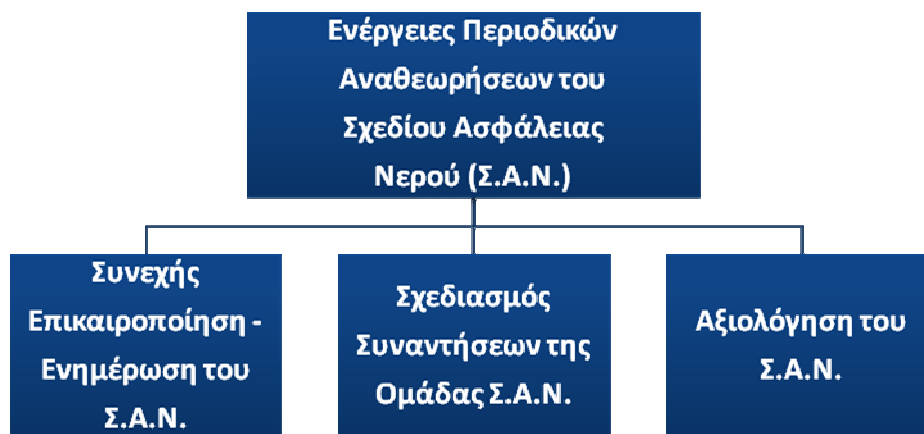 Ενέργειες Περιοδικών
Αναθεωρήσεων του
Σχεδίου Ασφάλειας
Νερού (Σ.Α.Ν.)
Συνεχής
Επικαιροποίηση -
Ενημέρωση του
Σ.Α.Ν.
Σχεδιασμός
Συναντήσεων της
Ομάδας Σ.Α.Ν.
Αξιολόγηση του
Σ.Α.Ν.